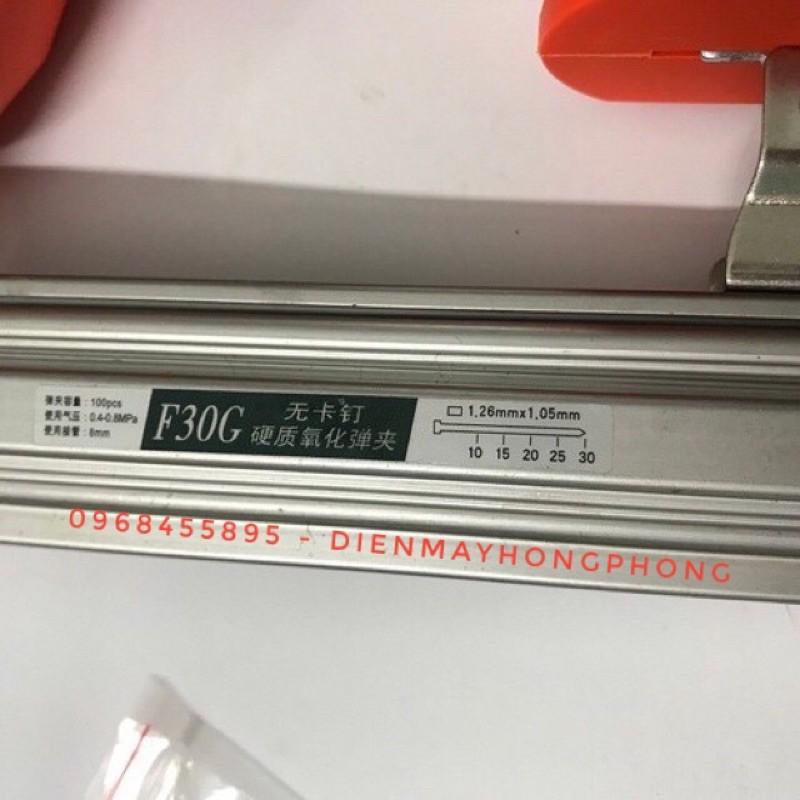 弹夹容量：100pcs
使用气压：0.4-0.8MPa
使用接管：8mm
F30G
无卡钉
硬质氧化弹夹
1.26mmx1.05mm
10 15 20 25 30
0968455895 - DIENMAYHONGPHONG